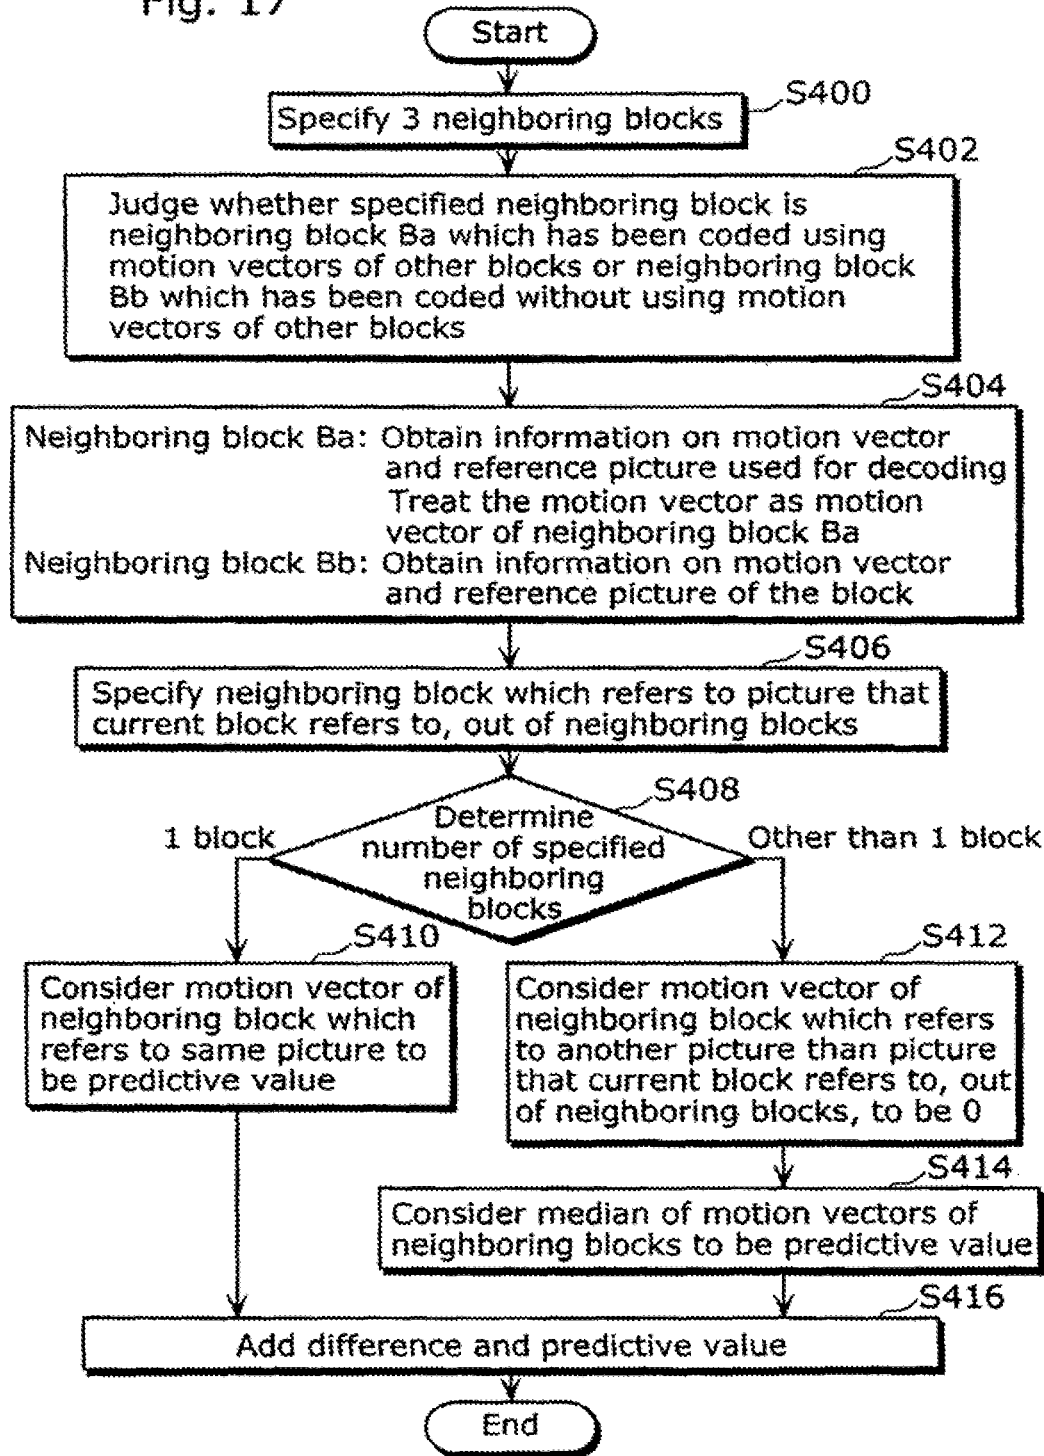 Fig. 17
Start
S400
Specify 3 neighboring blocks
S402
Judge whether specified neighboring block is
neighboring block Ba which has been coded using
motion vectors of other blocks or neighboring block
Bb which has been coded without using motion
vectors of other blocks
S404
Neighboring block Ba: Obtain information on motion vector
and reference picture used for decoding
Treat the motion vector as motion
vector of neighboring block Ba
Neighboring block Bb: Obtain information on motion vector
and reference picture of the block
S406
Specify neighboring block which refers to picture that
current block refers to, out of neighboring blocks
S408
Determine
number of specified
neighboring
blocks
1 block
Other than 1 block
S410
Consider motion vector of
neighboring block which
refers to same picture to
be predictive value
S412
Consider motion vector of
neighboring block which refers
to another picture than picture
that current block refers to, out
of neighboring blocks, to be 0
S414
Consider median of motion vectors of
neighboring blocks to be predictive value
S416
Add difference and predictive value
End